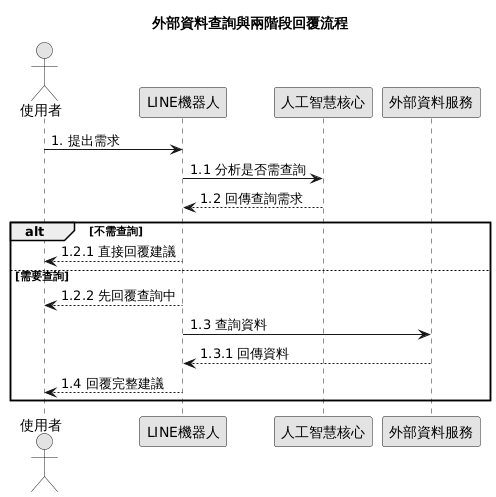 外部資料查詢與兩階段回覆流程
使用者
LINE機器人
人工智慧核心
外部資料服務
1. 提出需求
1.1 分析是否需查詢
1.2 回傳查詢需求
alt
[不需查詢]
1.2.1 直接回覆建議
[需要查詢]
1.2.2 先回覆查詢中
1.3 查詢資料
1.3.1 回傳資料
1.4 回覆完整建議
使用者
LINE機器人
人工智慧核心
外部資料服務